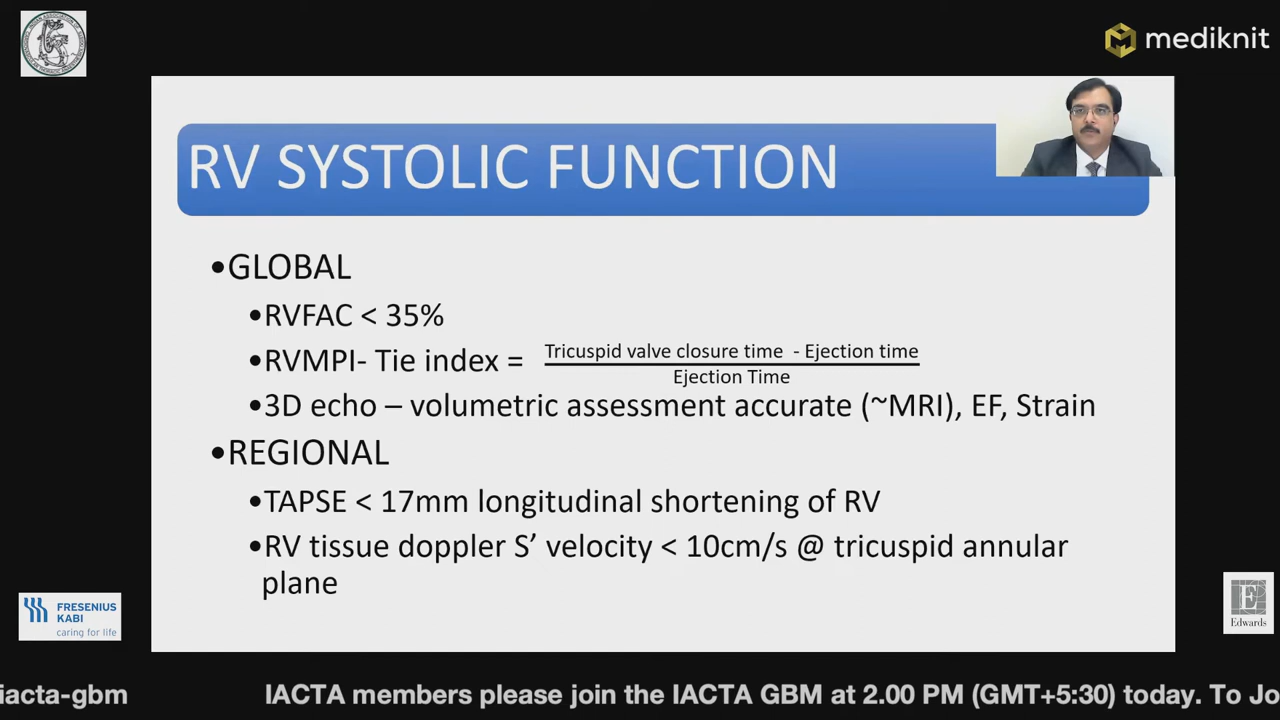 mediknit
RV SYSTOLIC FUNCTION
•GLOBAL
•RVFAC < 35%
•RVMPI- Tie index = Tricuspid valve closure time - Ejection time
Ejection Time
•3D echo – volumetric assessment accurate (~MRI), EF, Strain
•REGIONAL
•TAPSE < 17mm longitudinal shortening of RV
•RV tissue doppler S’ velocity < 10cm/s @ tricuspid annular
plane
FRESENIUS
KABI
caring for life
E
Edwards
iacta-gbm IACTA members please join the IACTA GBM at 2.00 PM (GMT+5:30) today. To Jo